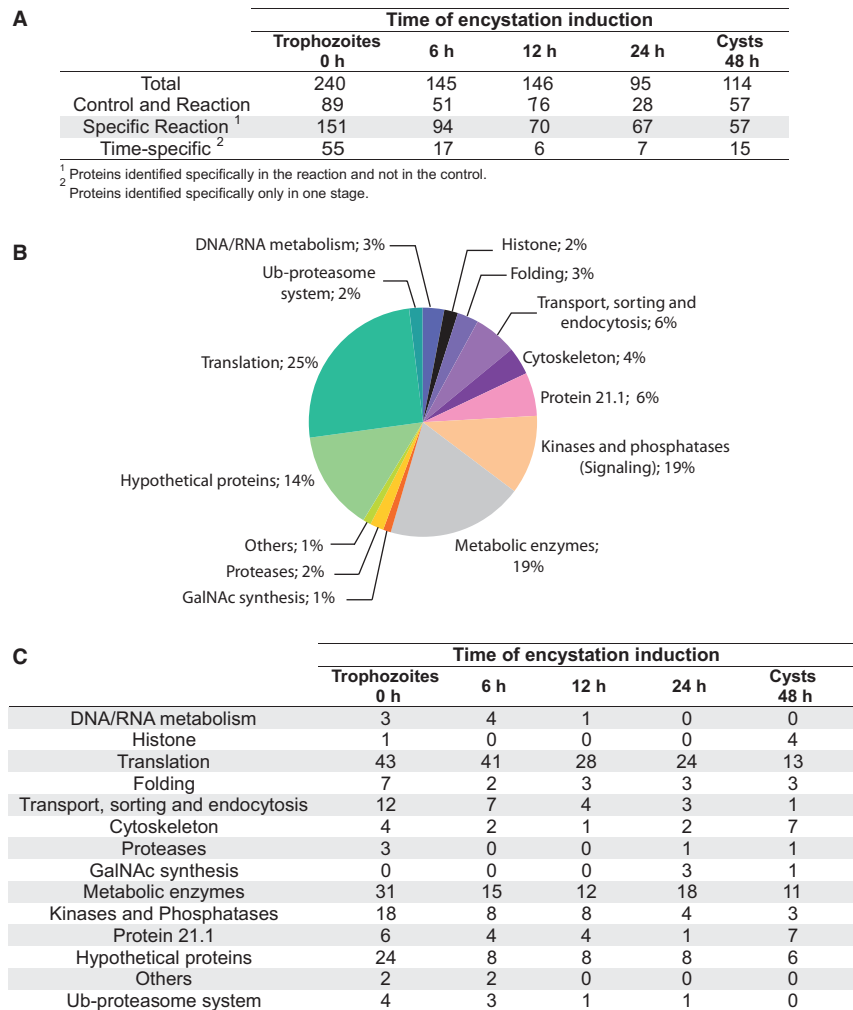 A
Time of encystation induction
Trophozoites 0 h 6 h 12 h 24 h Cysts 48 h
Total 240 145 146 95 114
Control and Reaction 89 51 76 28 57
Specific Reaction 1 151 94 70 67 57
Time-specific 2 55 17 6 7 15
1 Proteins identified specifically in the reaction and not in the control.
2 Proteins identified specifically only in one stage.
B
DNA/RNA metabolism; 3%
Histone; 2%
Ub-proteasome
system; 2%
Folding; 3%
Transport, sorting and
endocytosis; 6%
Translation; 25%
Cytoskeleton; 4%
Protein 21.1; 6%
Kinases and phosphatases
(Signaling); 19%
Hypothetical proteins; 14%
Others; 1%
Metabolic enzymes;
19%
Proteases; 2%
GalNAc synthesis; 1%
C
Time of encystation induction
Trophozoites 0 h 6 h 12 h 24 h Cysts 48 h
DNA/RNA metabolism 3 4 1 0 0
Histone 1 0 0 0 4
Translation 43 41 28 24 13
Folding 7 2 3 3 3
Transport, sorting and endocytosis 12 7 4 3 1
Cytoskeleton 4 2 1 2 7
Proteases 3 0 0 1 1
GalNAc synthesis 0 0 0 3 1
Metabolic enzymes 31 15 12 18 11
Kinases and Phosphatases 18 8 8 4 3
Protein 21.1 6 4 4 1 7
Hypothetical proteins 24 8 8 8 6
Others 2 2 0 0 0
Ub-proteasome system 4 3 1 1 0